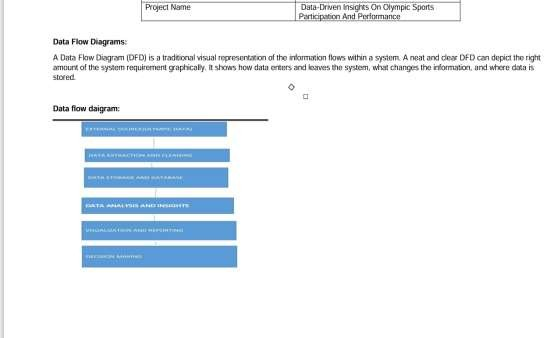 Project Name
Data-Driven Insights On Olympic Sports
Participation And Performance
Data Flow Diagrams:
A Data Flow Diagram (DFD) is a traditional visual representation of the information flows within a system. A neat and clear DFD can depict the right
amount of the system requirement graphically. It shows how data enters and leaves the system, what changes the information, and where data is
stored.
Data flow daigram:
EXTERNAL SOURCE(OLYMPIC DATA)
DATA EXTRACTION AND CLEANING
DATA STORAGE AND DATABASE
DATA ANALYSIS AND INSIGHTS
VISUALIZATION AND REPORTING
DECISION MAKING